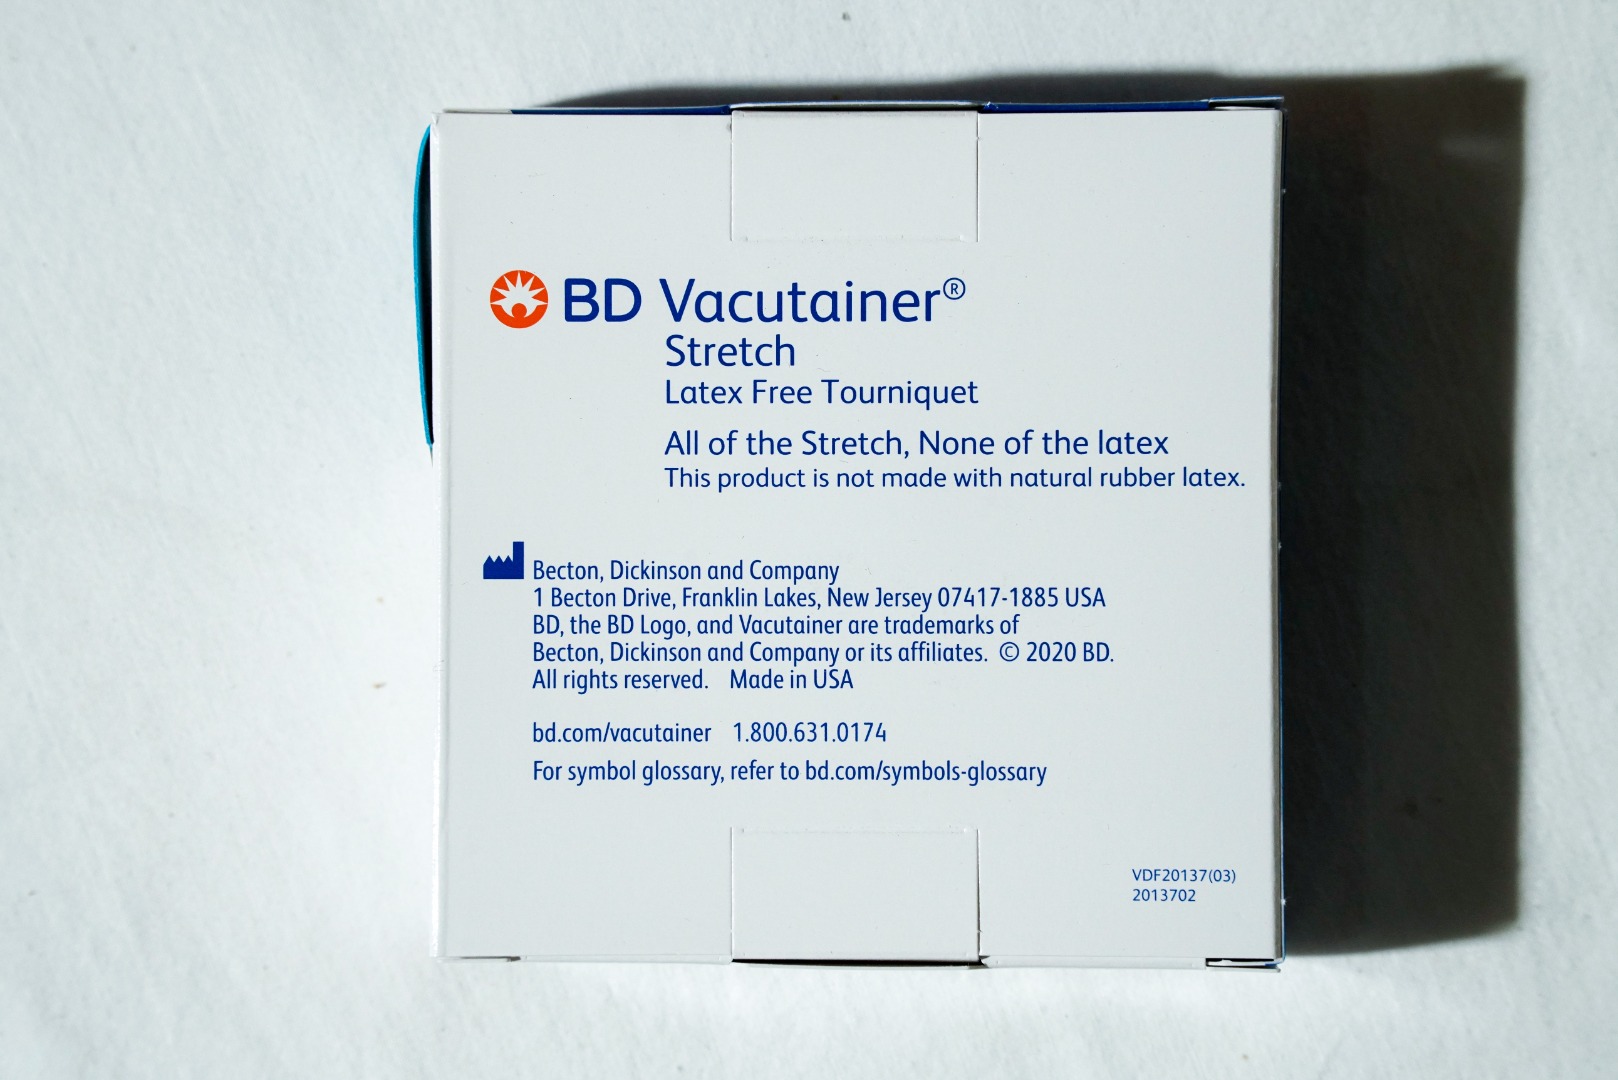 BD Vacutainer®
Stretch
Latex Free Tourniquet
All of the Stretch, None of the latex
This product is not made with natural rubber latex.
Becton, Dickinson and Company
1 Becton Drive, Franklin Lakes, New Jersey 07417-1885 USA
BD, the BD Logo, and Vacutainer are trademarks of
Becton, Dickinson and Company or its affiliates. © 2020 BD.
All rights reserved. Made in USA
bd.com/vacutainer 1.800.631.0174
For symbol glossary, refer to bd.com/symbols-glossary
VDF20137(03)
2013702